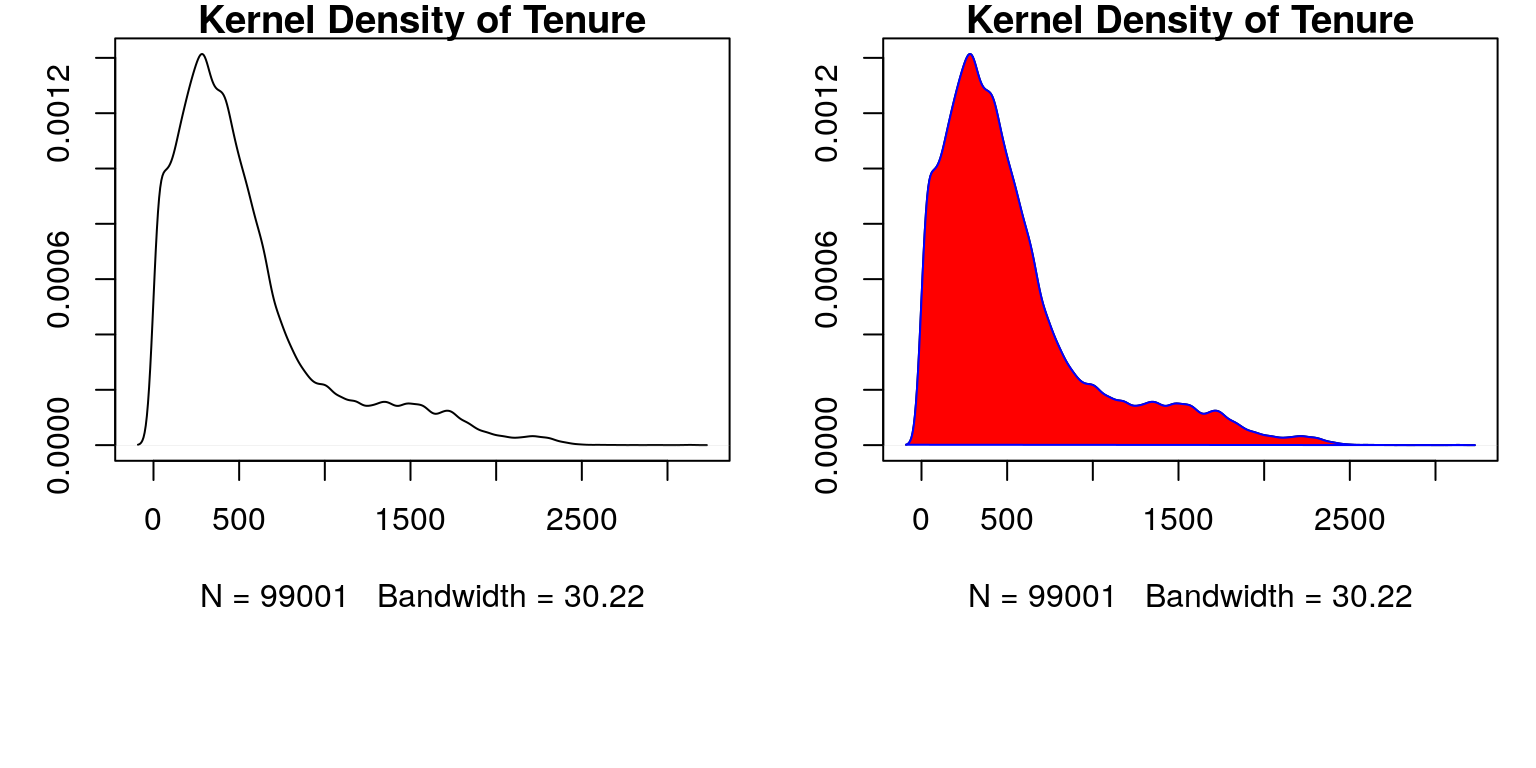 Kernel Density of Tenure
0.0012
0.0006
0.0000
0 500 1500 2500
N = 99001 Bandwidth = 30.22
Kernel Density of Tenure
0.0012
0.0006
0.0000
0 500 1500 2500
N = 99001 Bandwidth = 30.22